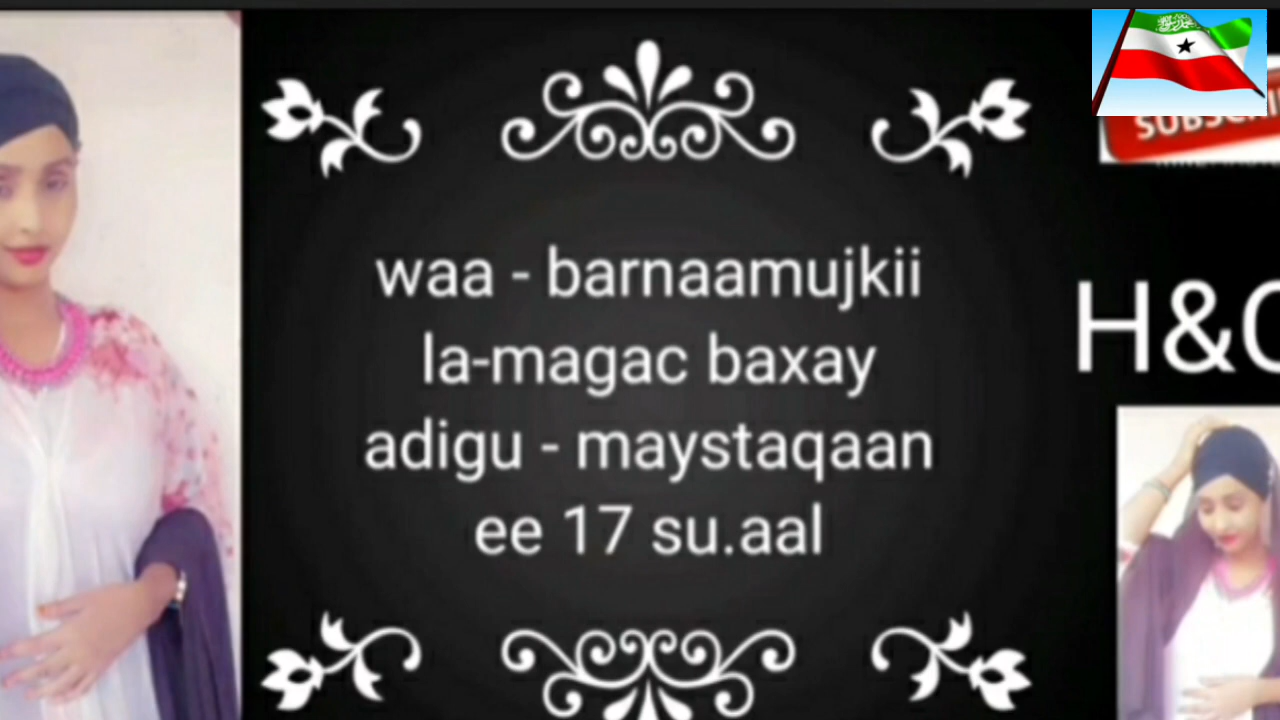 waa - barnaamujkii
la-magac baxay
adigu - maystaqaan
ee 17 su.aal
H&